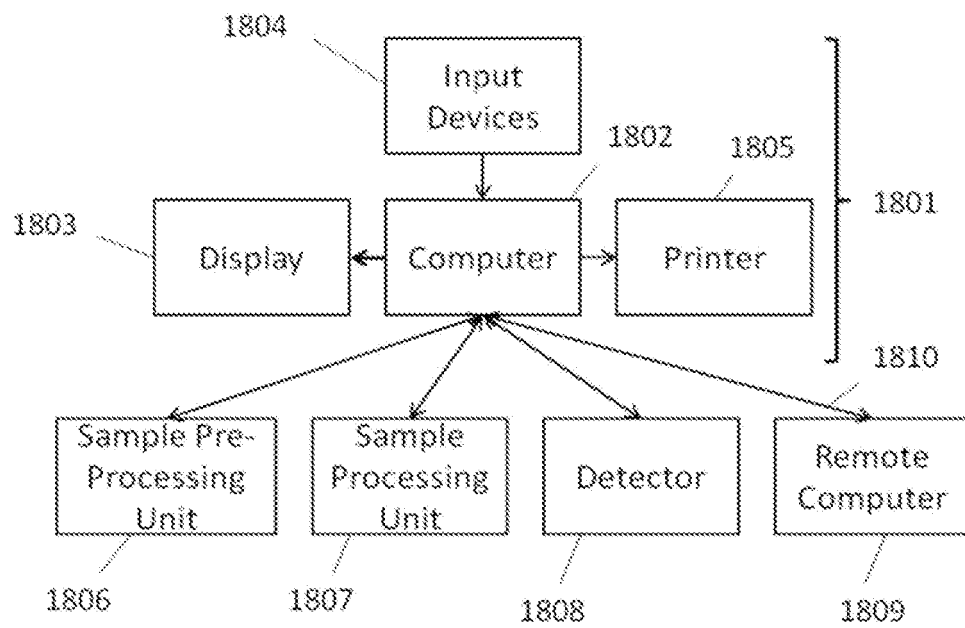 1804
Input
Devices
1802
1805
1803
Display
Computer
Printer
1801
1810
Sample Pre-
Processing
Unit
Sample
Processing
Unit
Detector
Remote
Computer
1806
1807
1808
1809